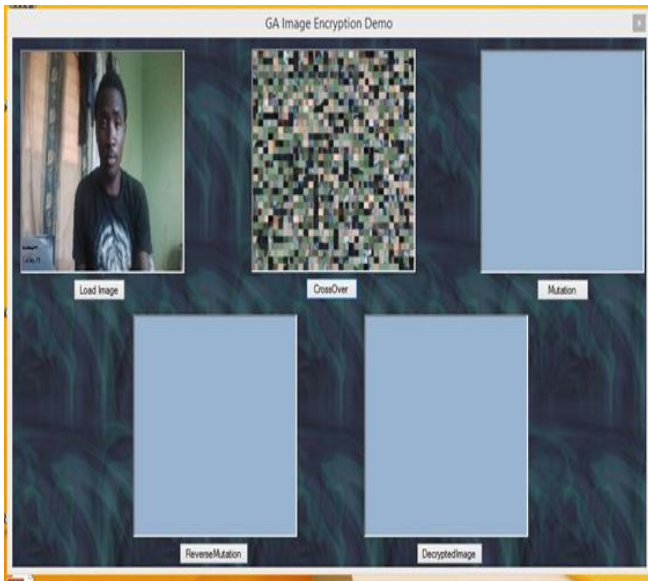 GA Image Encryption Demo
x
Load Image
CrossOver
Mutation
ReverseMutation
DecryptedImage